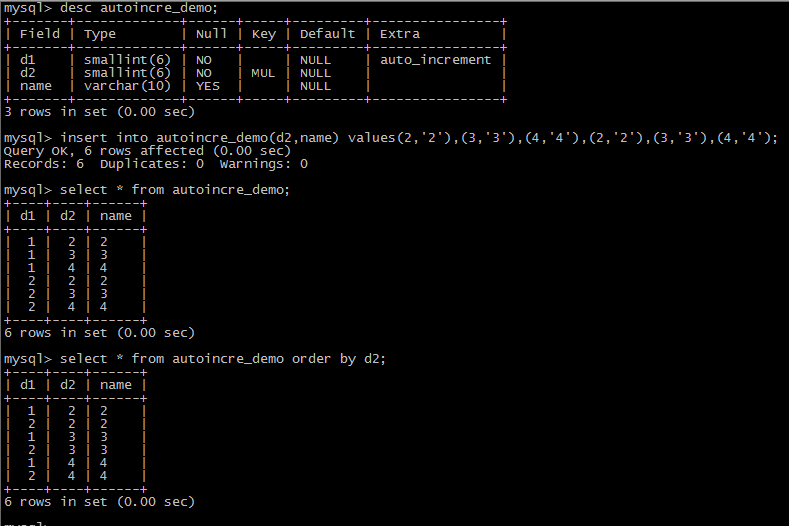 mysql> desc autoincre_demo;
+-------+-------------+------+-----+---------+----------------+
| Field | Type        | Null | Key | Default | Extra          |
+-------+-------------+------+-----+---------+----------------+
| d1    | smallint(6) | NO   |     | NULL    | auto_increment |
| d2    | smallint(6) | NO   | MUL | NULL    |                |
| name  | varchar(10) | YES  |     | NULL    |                |
+-------+-------------+------+-----+---------+----------------+
3 rows in set (0.00 sec)
mysql> insert into autoincre_demo(d2,name) values(2,'2'),(3,'3'),(4,'4'),(2,'2'),(3,'3'),(4,'4');
Query OK, 6 rows affected (0.00 sec)
Records: 6  Duplicates: 0  Warnings: 0
mysql> select * from autoincre_demo;
+----+----+------+
| d1 | d2 | name |
+----+----+------+
|  1 |  2 | 2    |
|  1 |  3 | 3    |
|  1 |  4 | 4    |
|  2 |  2 | 2    |
|  2 |  3 | 3    |
|  2 |  4 | 4    |
+----+----+------+
6 rows in set (0.00 sec)
mysql> select * from autoincre_demo order by d2;
+----+----+------+
| d1 | d2 | name |
+----+----+------+
|  1 |  2 | 2    |
|  2 |  2 | 2    |
|  1 |  3 | 3    |
|  2 |  3 | 3    |
|  1 |  4 | 4    |
|  2 |  4 | 4    |
+----+----+------+
6 rows in set (0.00 sec)
mysql>